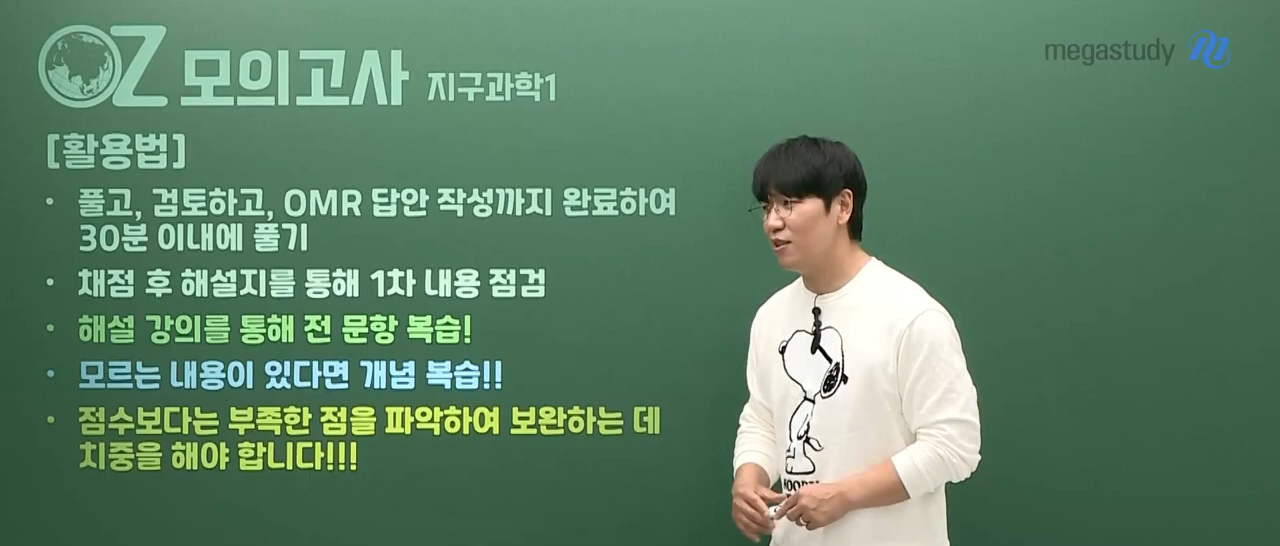 OZ 모의고사 지구과학1
megastudy
[활용법]
• 풀고, 검토하고, OMR 답안 작성까지 완료하여
30분 이내에 풀기
• 채점 후 해설지를 통해 1차 내용 점검
• 해설 강의를 통해 전 문항 복습!
• 모르는 내용이 있다면 개념 복습!!
• 점수보다는 부족한 점을 파악하여 보완하는 데
치중을 해야 합니다!!!